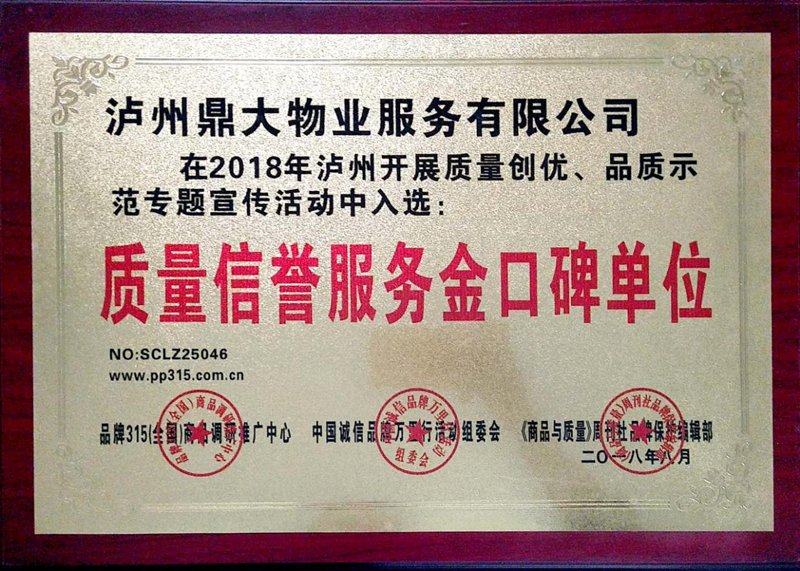 泸州鼎大物业服务有限公司
在2018年泸州开展质量创优、品质示
范专题宣传活动中入选：
质量信誉服务金口碑单位
NO:SCLZ25046
www.pp315.com.cn
品牌315(全国)商品调研推广中心 中国诚信品牌万里行活动组委会 《商品与质量》周刊社品牌保护编辑部
二〇一八年八月
组委会